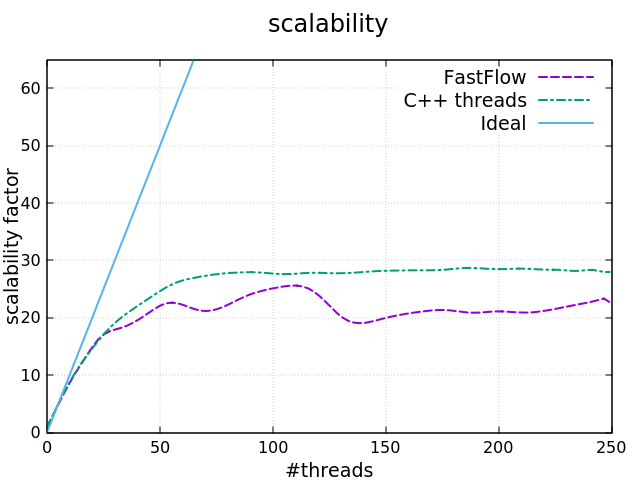 scalability
FastFlow
C++ threads
Ideal
scalability factor
60
50
40
30
20
10
0
0 50 100 150 200 250
#threads